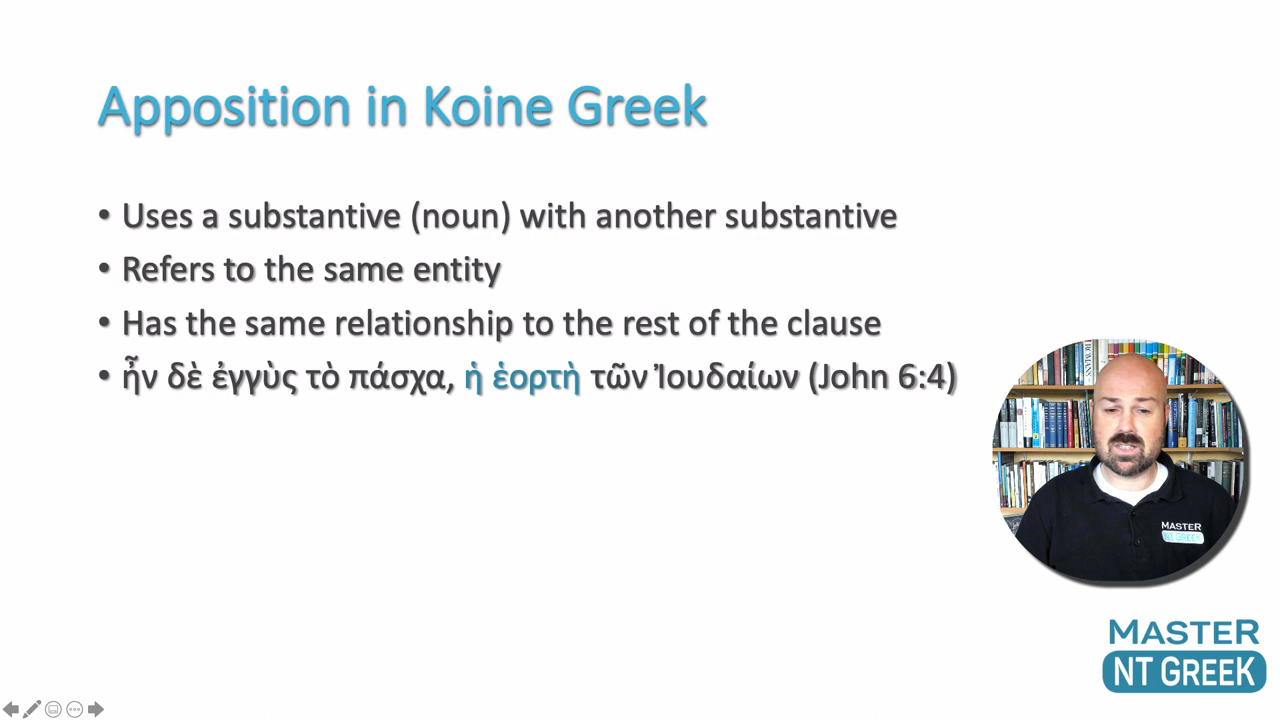 Apposition in Koine Greek
• Uses a substantive (noun) with another substantive
• Refers to the same entity
• Has the same relationship to the rest of the clause
• ἦν δὲ ἐγγὺς τὸ πάσχα, ἡ ἑορτὴ τῶν Ἰουδαίων (John 6:4)
MASTER
NT GREEK
MASTER
NT GREEK